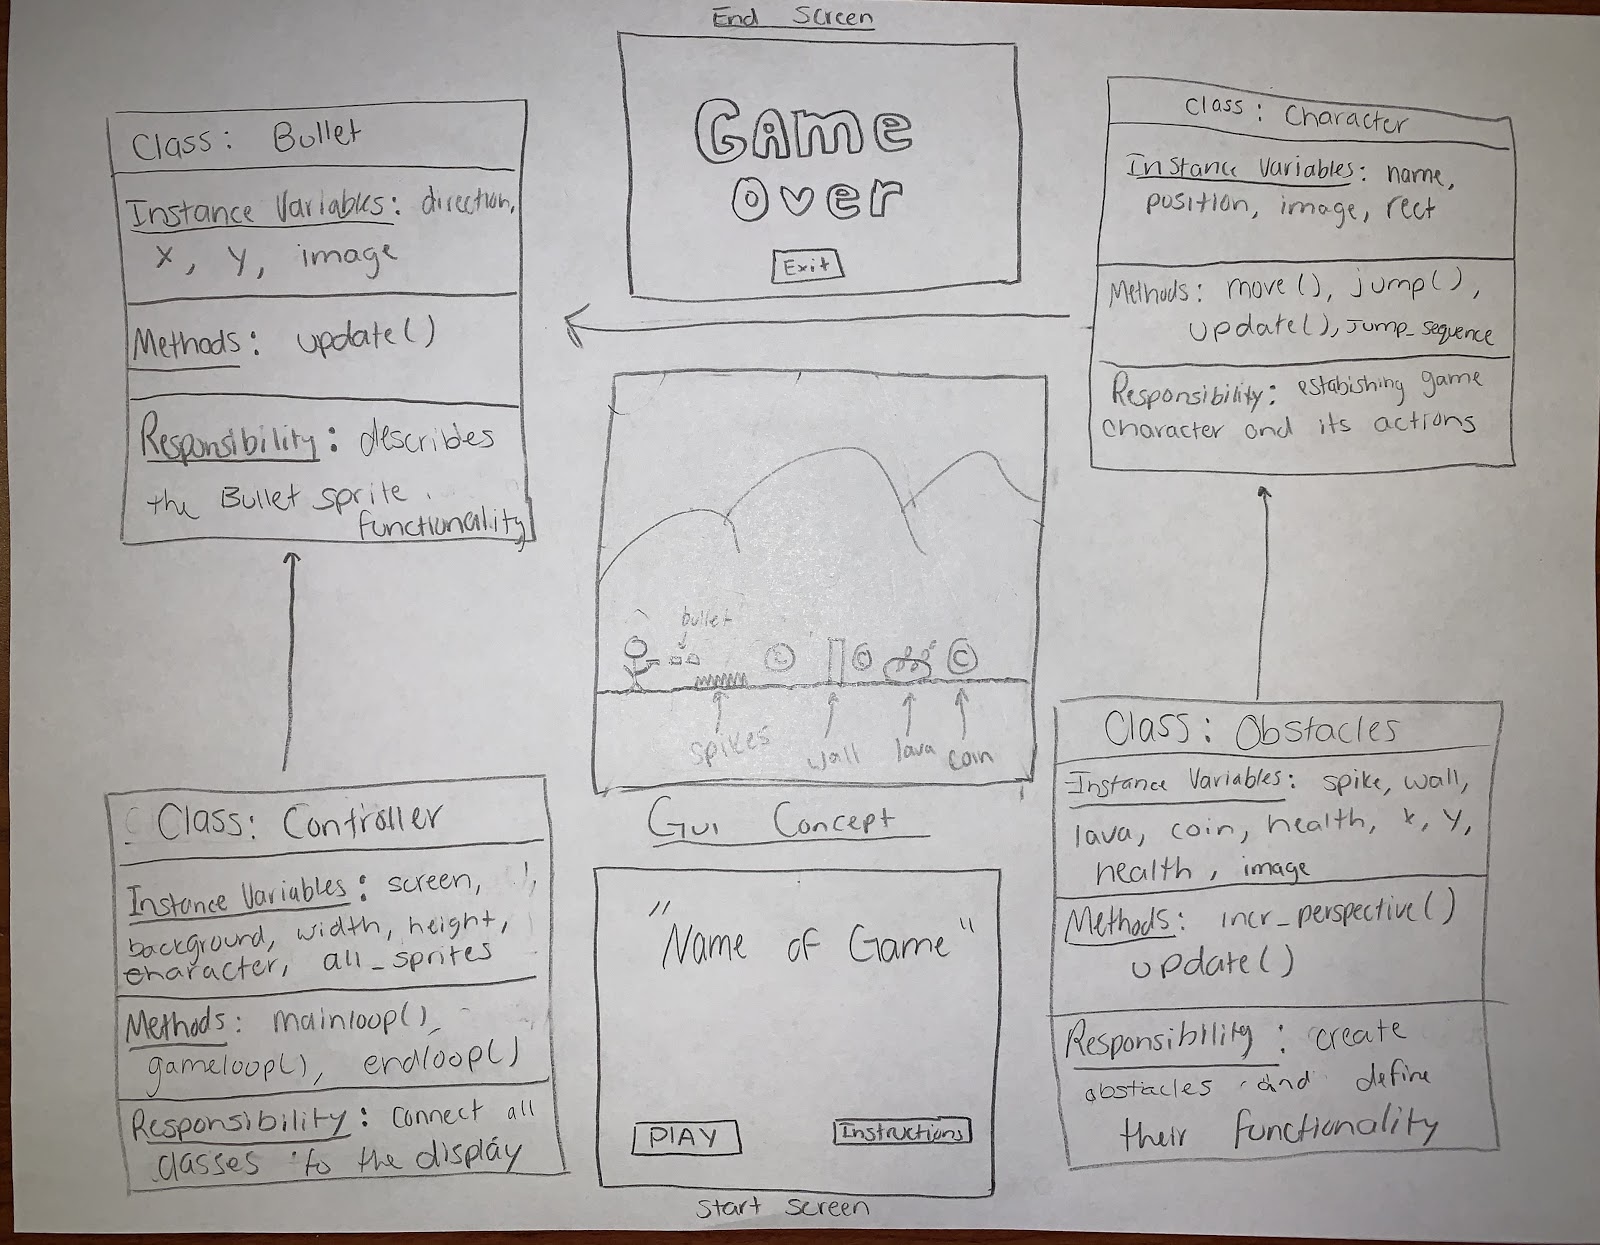 End Screen
GAME
OVER
Exit
Class: Bullet
Instance Variables: direction,
x, y, image
Methods: update()
Responsibility: describes
the Bullet sprite
functionality
Class: Character
Instance Variables: name,
position, image, rect
Methods: move(), jump(),
update(), jump_sequence
Responsibility: estabishing game
character and its actions
bullet
C
C
C
spikes
wall
lava
coin
Gui Concept
Class: Controller
Instance Variables: screen,
background, width, height,
character, all_sprites
Methods: mainloop(),
gameloop(), endloop()
Responsibility: connect all
classes to the display
"Name of Game"
PLAY
Instructions
Start Screen
Class: Obstacles
Instance Variables: spike, wall,
lava, coin, health, x, y,
health, image
Methods: incr_perspective()
update()
Responsibility: create
obstacles and define
their functionality